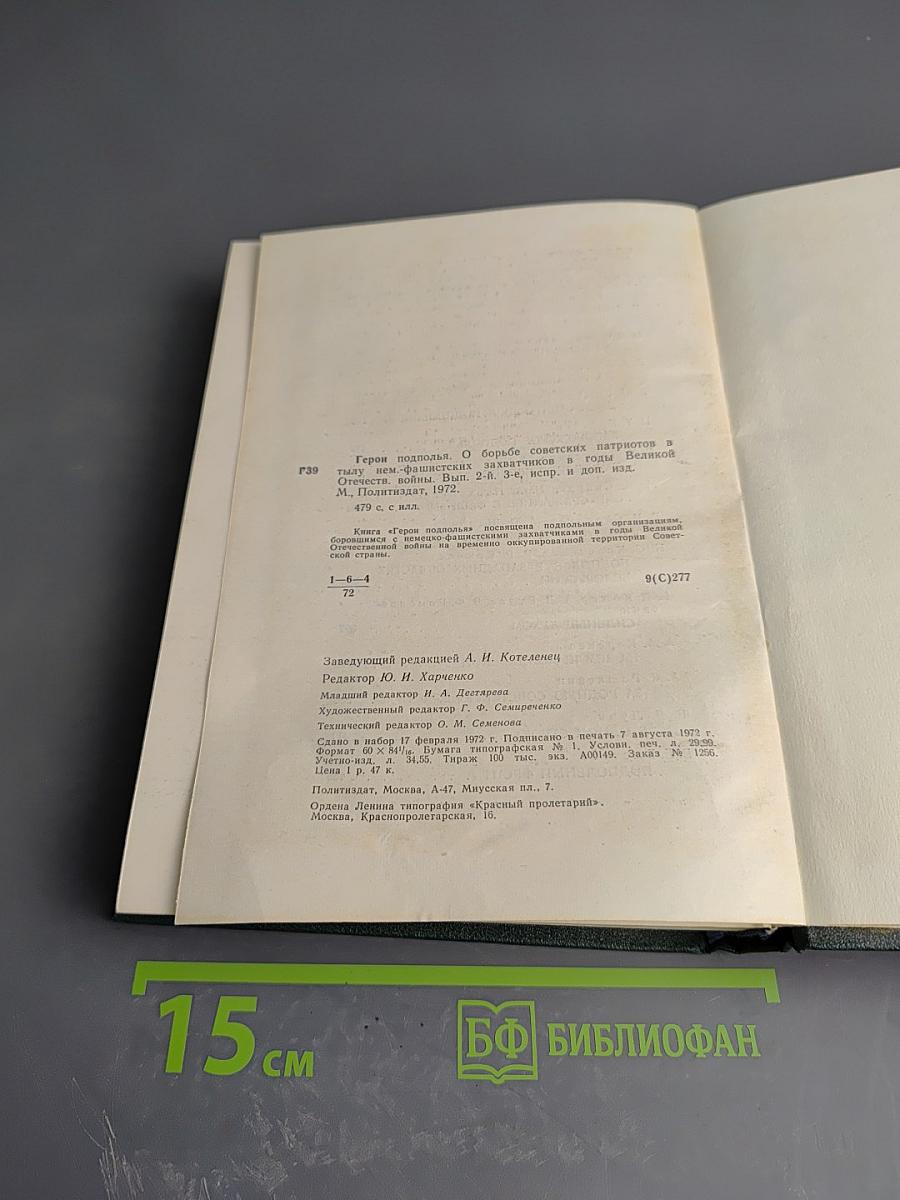 Герои подполья. О борьбе советских патриотов в
Г39 тылу нем.-фашистских захватчиков в годы Великой
Отечеств. войны. Вып. 2-й. 3-е, испр. и доп. изд.
М., Политиздат, 1972.
479 с. с илл.
Книга «Герои подполья» посвящена подпольным организациям,
боровшимся с немецко-фашистскими захватчиками в годы Великой
Отечественной войны на временно оккупированной территории Совет-
ской страны.
1—6—4
72
9(С)277
Заведующий редакцией А. И. Котеленец
Редактор Ю. И. Харченко
Младший редактор И. А. Дегтярева
Художественный редактор Г. Ф. Семиреченко
Технический редактор О. М. Семенова
Сдано в набор 17 февраля 1972 г. Подписано в печать 7 августа 1972 г.
Формат 60 × 84¹/₁₆. Бумага типографская № 1. Условн. печ. л. 29,99.
Учетно-изд. л. 34,55. Тираж 100 тыс. экз. А00149. Заказ № 1256.
Цена 1 р. 47 к.
Политиздат, Москва, А-47, Миусская пл., 7.
Ордена Ленина типография «Красный пролетарий».
Москва, Краснопролетарская, 16.
15 см
БФ БИБЛИОФАН